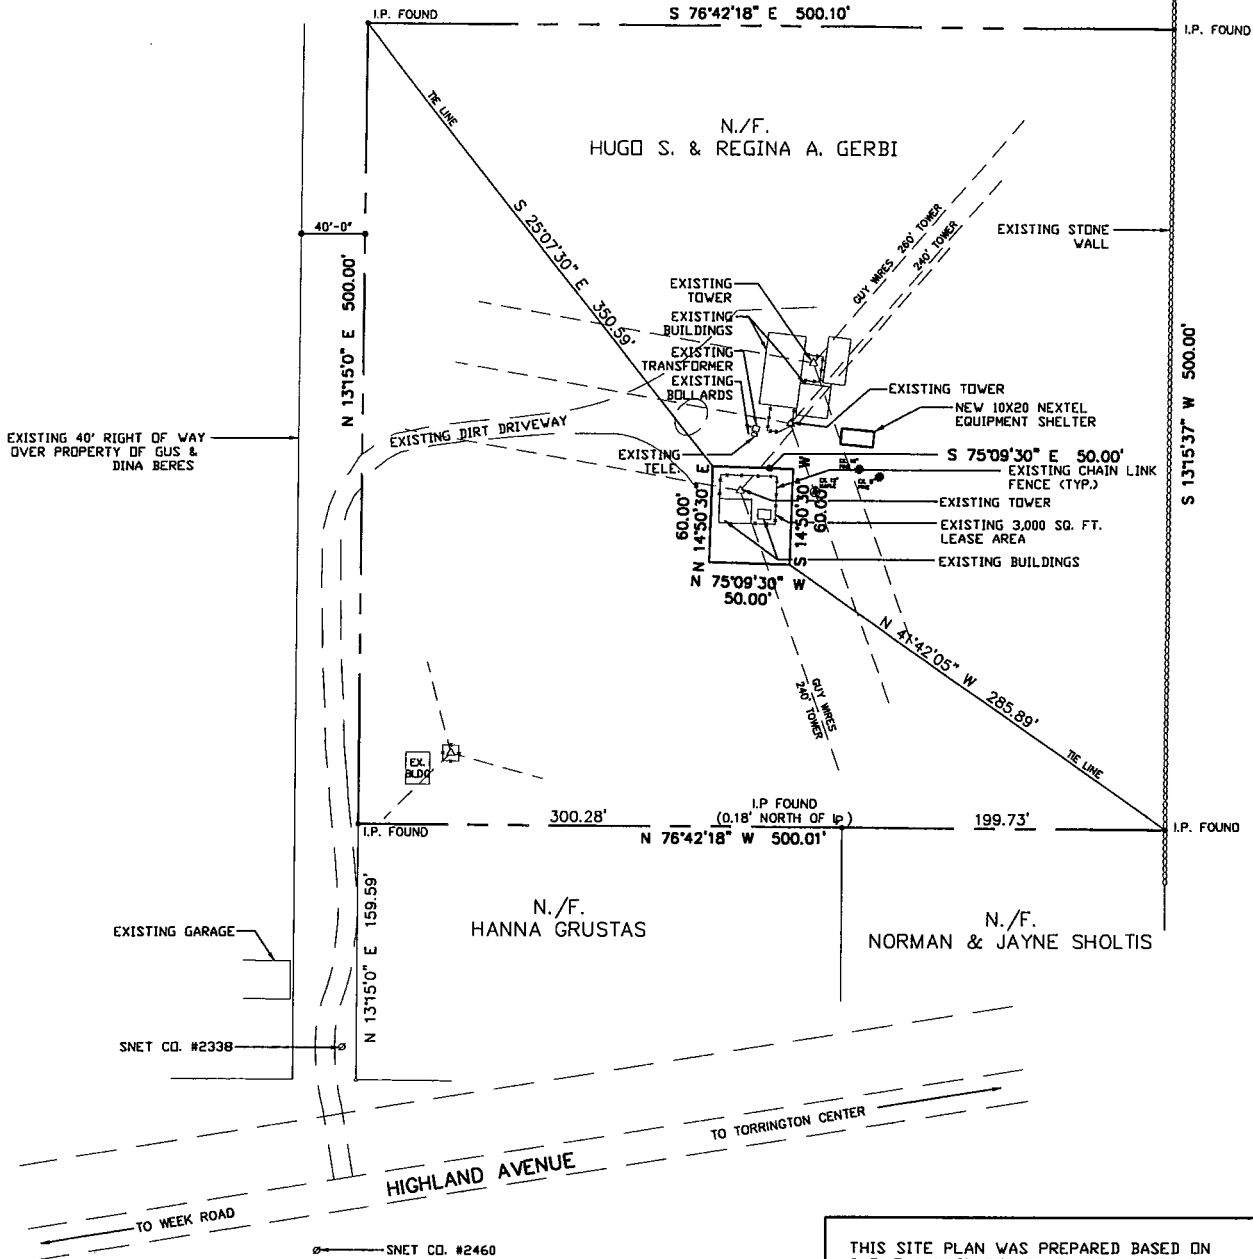 I.P. FOUND
S 76°42'18" E 500.10'
I.P. FOUND
TIE LINE
N./F.
HUGO S. & REGINA A. GERBI
S 25°07'30" E 350.59'
40'-0"
N 13°15'0" E 500.00'
GUY WIRES 260' TOWER
240' TOWER
EXISTING STONE
WALL
S 13°15'37" W 500.00'
EXISTING
TOWER
EXISTING
BUILDINGS
EXISTING
TRANSFORMER
EXISTING
BOLLARDS
EXISTING TOWER
NEW 10X20 NEXTEL
EQUIPMENT SHELTER
EXISTING 40' RIGHT OF WAY
OVER PROPERTY OF GUS &
DINA BERES
EXISTING DIRT DRIVEWAY
EXISTING
TELE.
S 75°09'30" E 50.00'
EXISTING CHAIN LINK
FENCE (TYP.)
EXISTING TOWER
EXISTING 3,000 SQ. FT.
LEASE AREA
EXISTING BUILDINGS
N 14°50'30" E
60.00'
S 14°50'30" W
60.00'
N 75°09'30" W
50.00'
N 41°42'05" W 285.89'
TIE LINE
GUY WIRES
240' TOWER
EX.
BLDG
I.P. FOUND
300.28'
I.P FOUND
(0.18' NORTH OF lp)
199.73'
I.P. FOUND
N 76°42'18" W 500.01'
N 13°15'0" E 159.59'
N./F.
HANNA GRUSTAS
N./F.
NORMAN & JAYNE SHOLTIS
EXISTING GARAGE
SNET CO. #2338
TO TORRINGTON CENTER
HIGHLAND AVENUE
TO WEEK ROAD
SNET CO. #2460
THIS SITE PLAN WAS PREPARED BASED ON